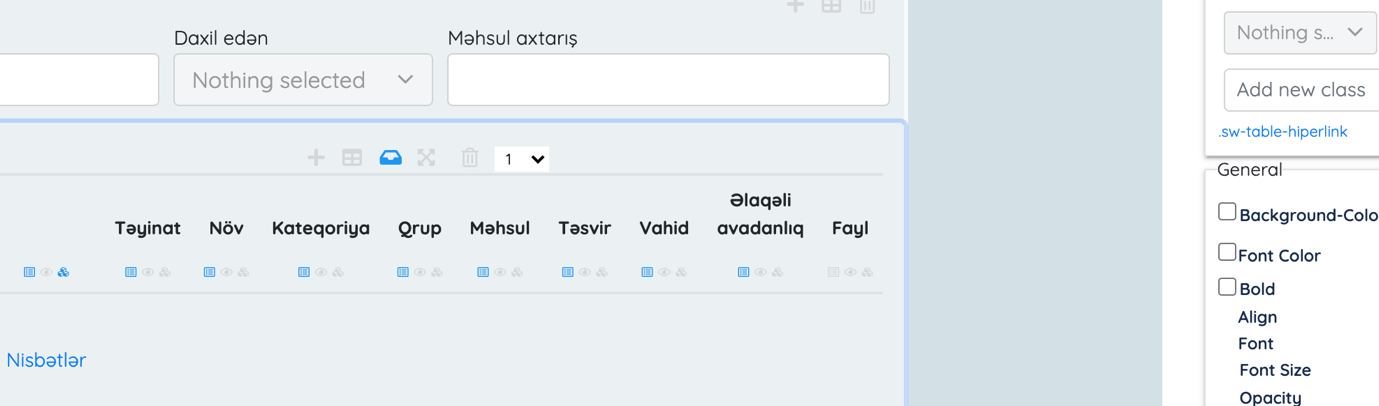 Daxil edən
Məhsul axtarış
Nothing selected
1
Təyinat
Növ
Kateqoriya
Qrup
Məhsul
Təsvir
Vahid
Əlaqəli
avadanlıq
Fayl
Nisbətlər
Nothing s...
Add new class
.sw-table-hiperlink
General
Background-Colo
Font Color
Bold
Align
Font
Font Size
Opacity